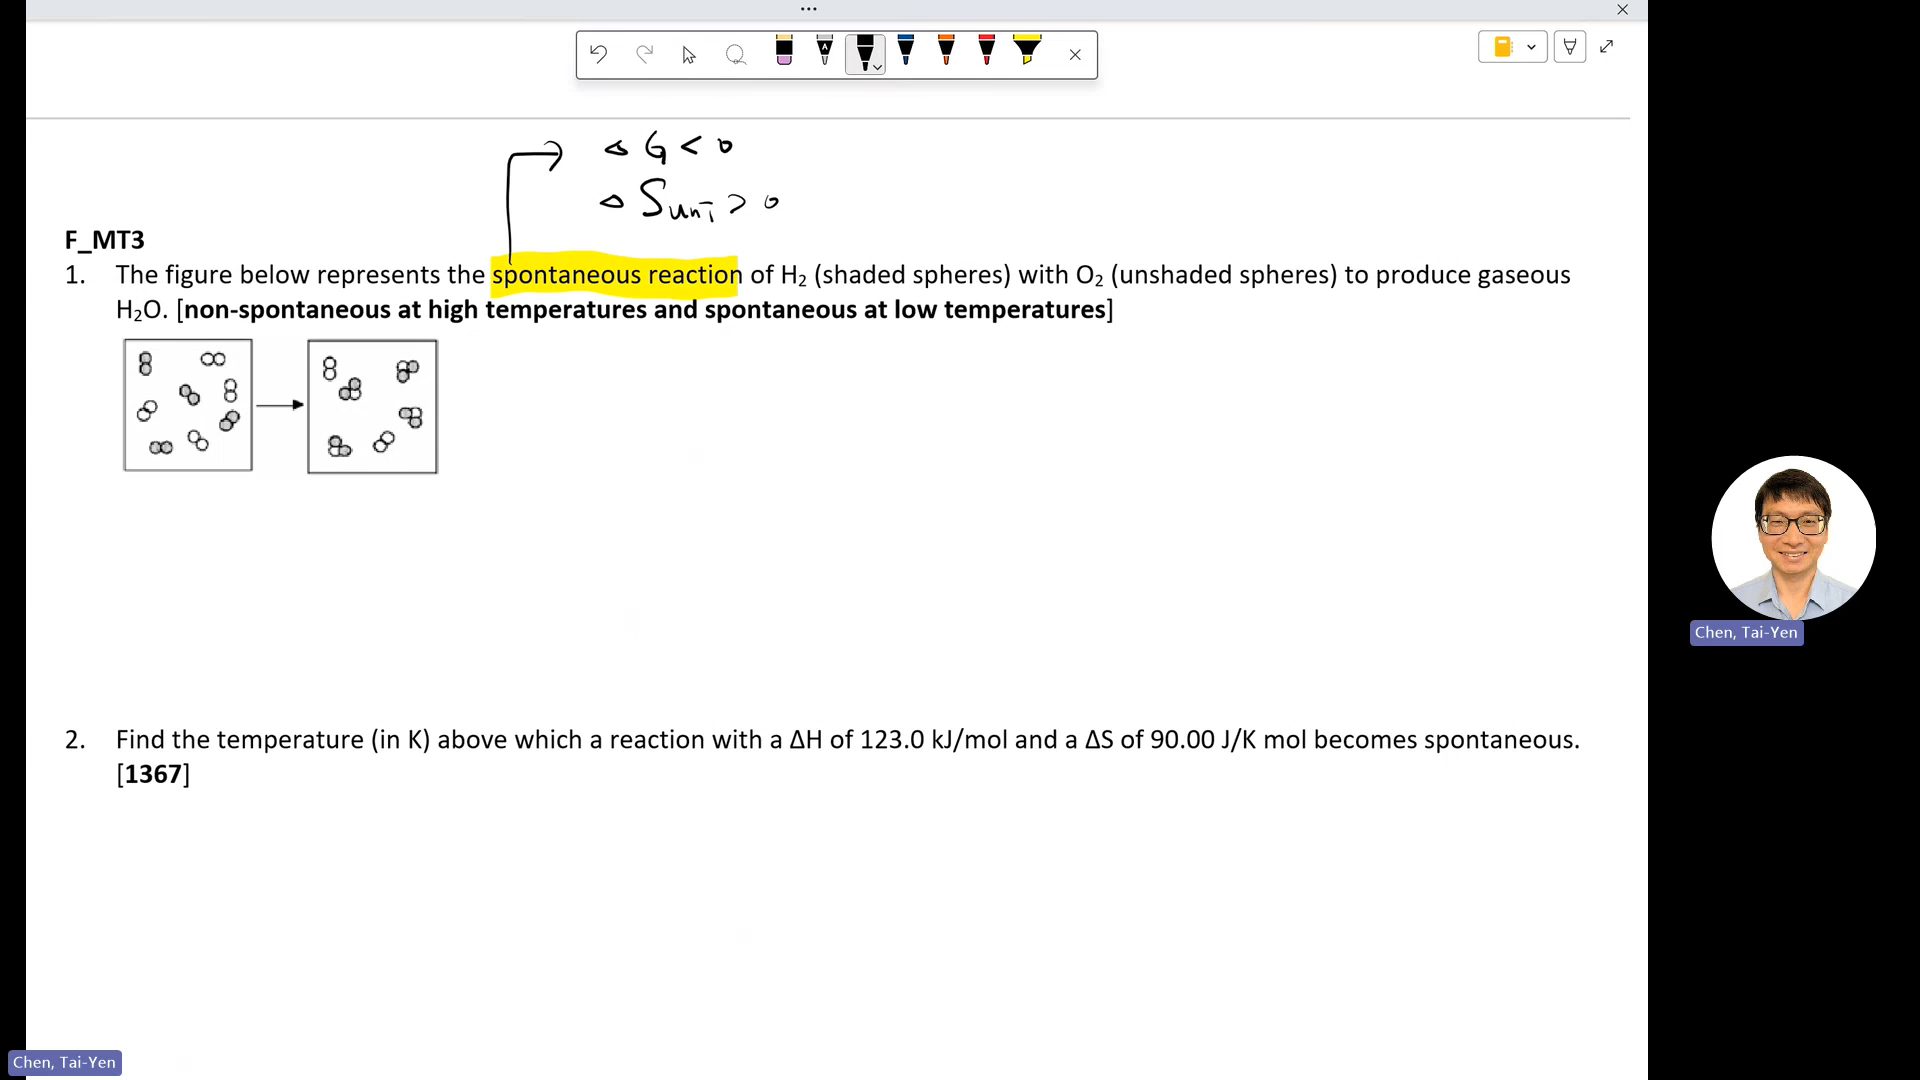 Δ G < 0
Δ Suni > 0
F_MT3
1. The figure below represents the spontaneous reaction of H₂ (shaded spheres) with O₂ (unshaded spheres) to produce gaseous
H₂O. [non-spontaneous at high temperatures and spontaneous at low temperatures]
2. Find the temperature (in K) above which a reaction with a ΔH of 123.0 kJ/mol and a ΔS of 90.00 J/K mol becomes spontaneous.
[1367]
Chen, Tai-Yen
Chen, Tai-Yen